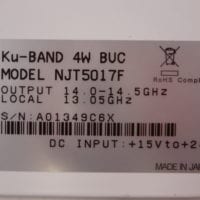 Ku-BAND 4W BUC
MODEL NJT5017F
RoHS Compl
OUTPUT 14.0-14.5GHz
LOCAL 13.05GHz
S/N:A01349C6X
DC INPUT:+15Vto+2
MADE IN JAP